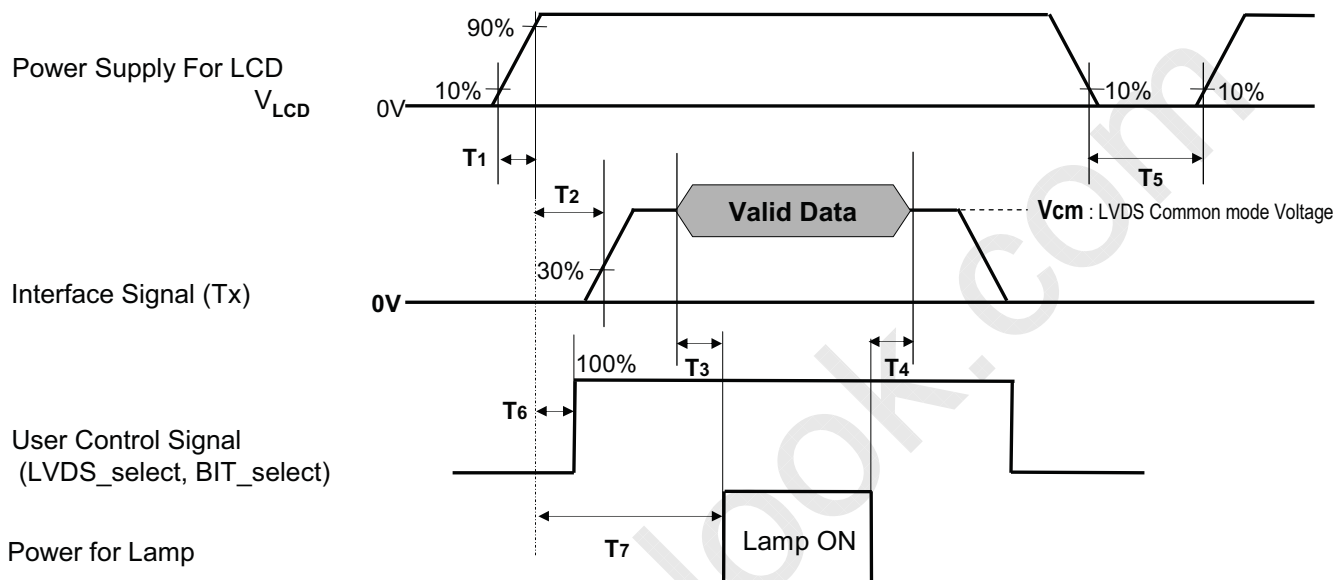 90%
Power Supply For LCD
10%
10%
10%
VLCD
0V
T1
T2
T5
Valid Data
Vcm : LVDS Common mode Voltage
30%
Interface Signal (Tx)
0V
T3
T4
100%
T6
User Control Signal
(LVDS_select, BIT_select)
T7
Lamp ON
Power for Lamp
look.com